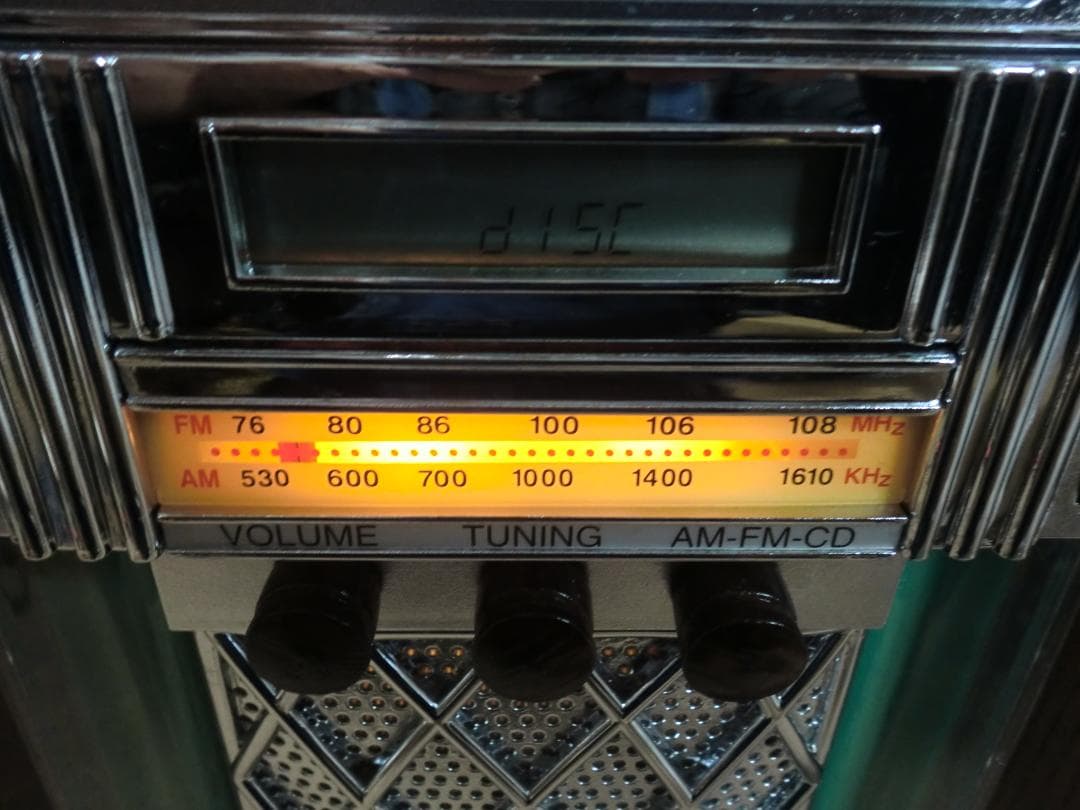 dISC
FM 76 80 86 100 106 108 MHz
AM 530 600 700 1000 1400 1610 KHz
VOLUME TUNING AM-FM-CD